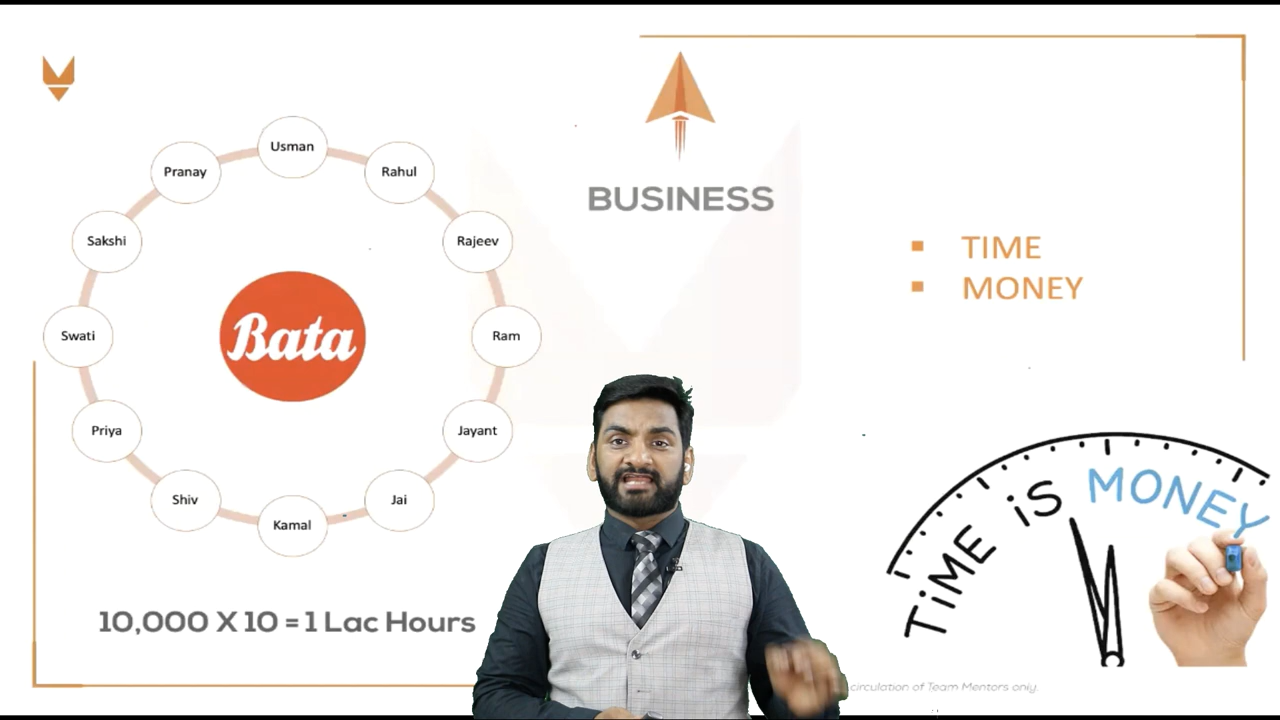 Usman
Pranay
Rahul
Sakshi
Rajeev
Swati
Bata
Ram
Priya
Jayant
Shiv
Jai
Kamal
10,000 X 10 = 1 Lac Hours
BUSINESS
TIME
MONEY
TiME iS MONEY
circulation of Team Mentors only.